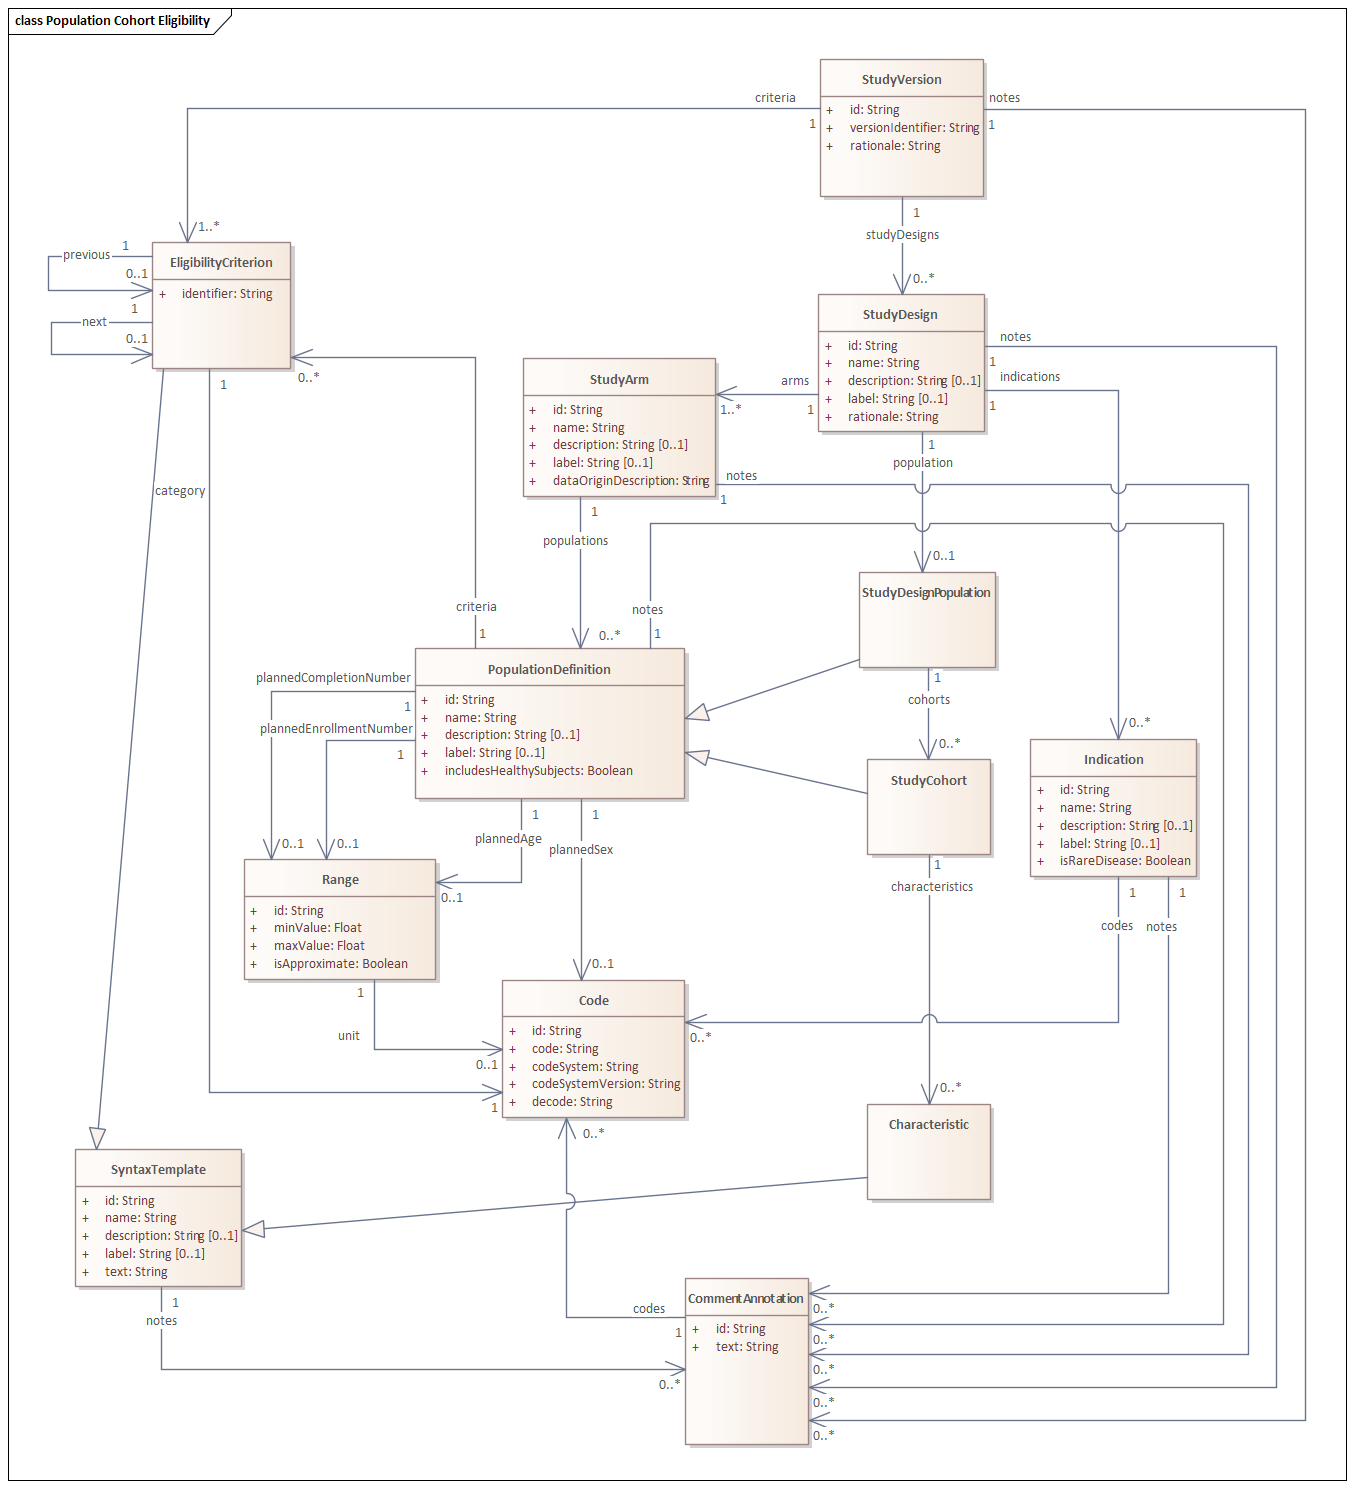 class Population Cohort Eligibility
StudyVersion
+ id: String
+ versionIdentifier: String
+ rationale: String
criteria
1
1..*
notes
1
1
studyDesigns
0..*
EligibilityCriterion
+ identifier: String
previous
1
0..1
1
next
0..1
0..*
1
category
StudyDesign
+ id: String
+ name: String
+ description: String [0..1]
+ label: String [0..1]
+ rationale: String
notes
1
indications
1
arms
1
1..*
1
population
0..1
StudyArm
+ id: String
+ name: String
+ description: String [0..1]
+ label: String [0..1]
+ dataOriginDescription: String
notes
1
1
populations
0..*
criteria
1
notes
1
StudyDesignPopulation
1
cohorts
0..*
0..*
PopulationDefinition
+ id: String
+ name: String
+ description: String [0..1]
+ label: String [0..1]
+ includesHealthySubjects: Boolean
plannedCompletionNumber
1
plannedEnrollmentNumber
1
0..1
0..1
1
plannedAge
0..1
1
plannedSex
0..1
StudyCohort
1
characteristics
0..*
Indication
+ id: String
+ name: String
+ description: String [0..1]
+ label: String [0..1]
+ isRareDisease: Boolean
1
codes
0..*
1
notes
Range
+ id: String
+ minValue: Float
+ maxValue: Float
+ isApproximate: Boolean
1
unit
0..1
1
Code
+ id: String
+ code: String
+ codeSystem: String
+ codeSystemVersion: String
+ decode: String
0..*
Characteristic
SyntaxTemplate
+ id: String
+ name: String
+ description: String [0..1]
+ label: String [0..1]
+ text: String
1
notes
0..*
CommentAnnotation
+ id: String
+ text: String
codes
1
0..*
0..*
0..*
0..*
0..*